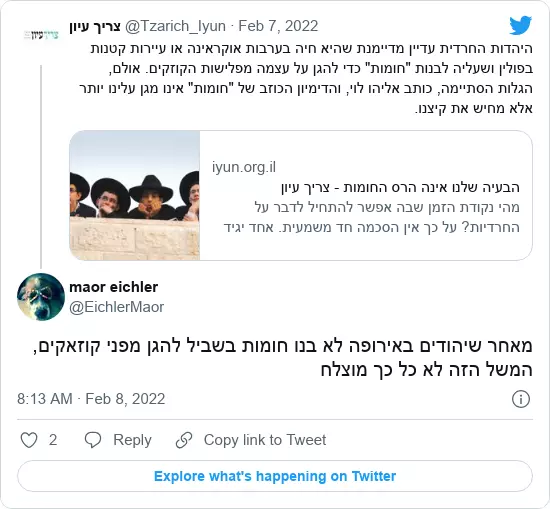 צריך עיון @Tzarich_Iyun · Feb 7, 2022
היהדות החרדית עדיין מדיימנת שהיא חיה בערבות אוקראינה או עיירות קטנות
בפולין ושעליה לבנות "חומות" כדי להגן על עצמה מפלישות הקוזקים. אולם,
הגלות הסתיימה, כותב אליהו לוי, והדימיון הכוזב של "חומות" אינו מגן עלינו יותר
אלא מחיש את קיצנו.
iyun.org.il
הבעיה שלנו אינה הרס החומות - צריך עיון
מהי נקודת הזמן שבה אפשר להתחיל לדבר על
החרדיות? על כך אין הסכמה חד משמעית. אחד יגיד
maor eichler
@EichlerMaor
מאחר שיהודים באירופה לא בנו חומות בשביל להגן מפני קוזאקים,
המשל הזה לא כל כך מוצלח
8:13 AM · Feb 8, 2022
2 Reply Copy link to Tweet
Explore what's happening on Twitter